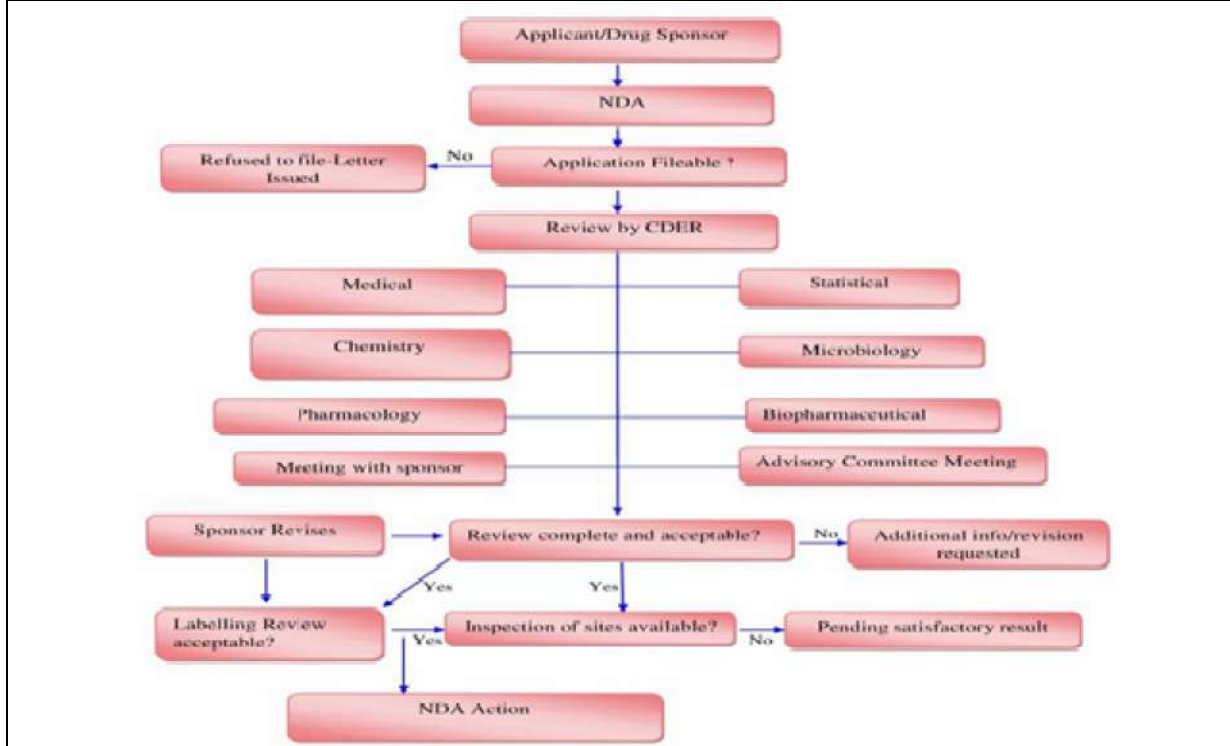 Applicant/Drug Sponsor
NDA
Refused to file-Letter
Issued
No
Application Fileable ?
Review by CDER
Medical
Statistical
Chemistry
Microbiology
Pharmacology
Biopharmaceutical
Meeting with sponsor
Advisory Committee Meeting
Sponsor Revises
Review complete and acceptable?
No
Additional info/revision
requested
Yes
Yes
Labelling Review
acceptable?
Yes
Inspection of sites available?
No
Pending satisfactory result
NDA Action